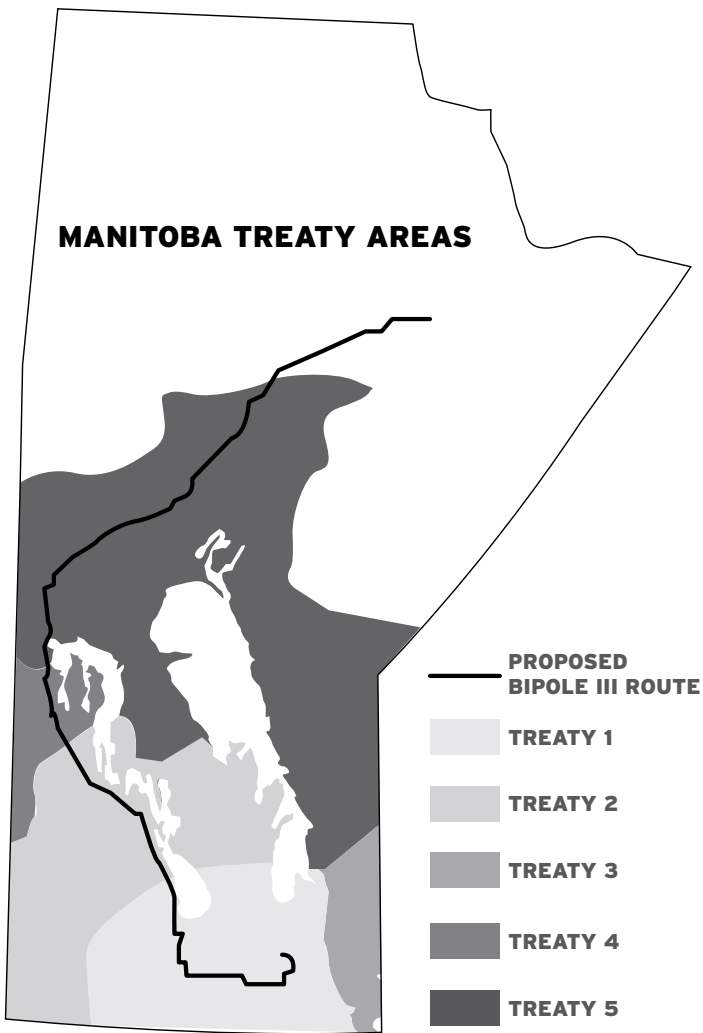 MANITOBA TREATY AREAS
PROPOSED
BIPOLE III ROUTE
TREATY 1
TREATY 2
TREATY 3
TREATY 4
TREATY 5